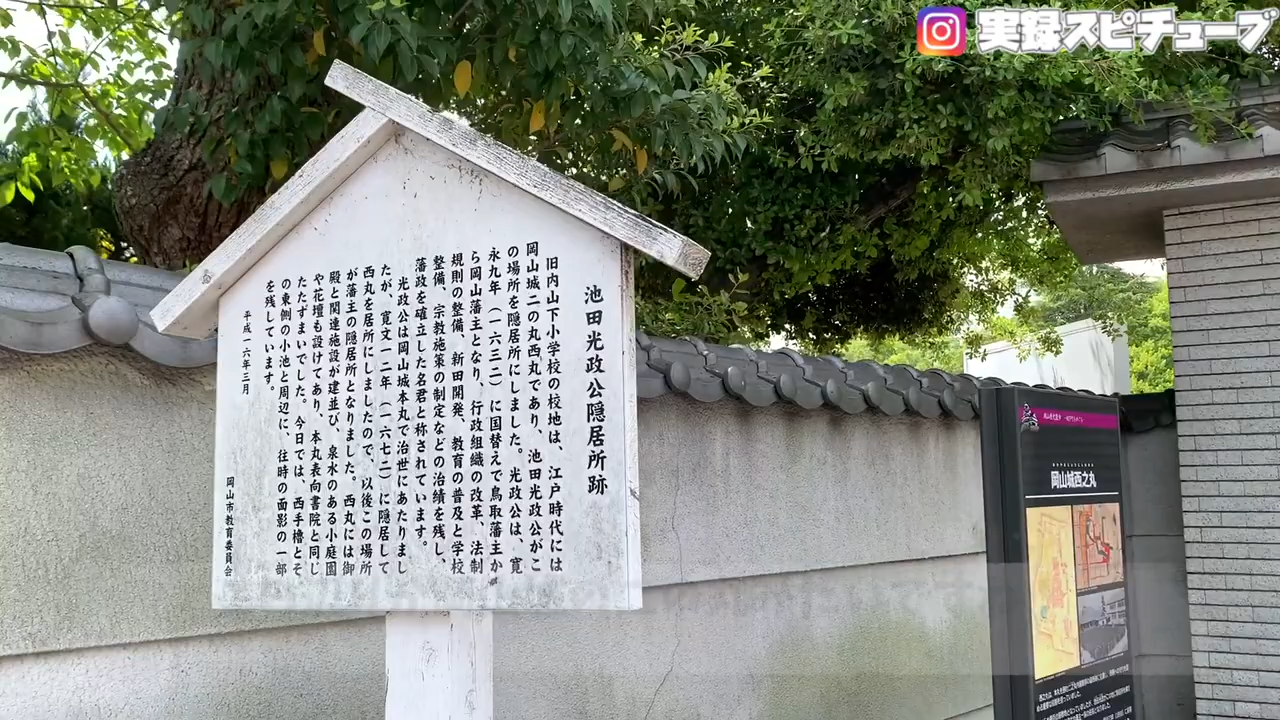 実録スピチューブ
池田光政公隠居所跡
旧内山下小学校の校地は、江戸時代には
岡山城二の丸西丸であり、池田光政公がこ
の場所を隠居所にしました。光政公は、寛
永九年（一六三二）に国替えで鳥取藩主か
ら岡山藩主となり、行政組織の改革、法制
規則の整備、新田開発、教育の普及と学校
整備、宗教施策の制定などの治績を残し、
藩政を確立した名君と称されています。
光政公は岡山城本丸で治世にあたりまし
たが、寛文一二年（一六七二）に隠居して
西丸を居所にしましたので、以後この場所
が藩主の隠居所となりました。西丸には御
殿と関連施設が建並び、泉水のある小庭園
や花壇も設けてあり、本丸表向書院と同じ
たたずまいでした。今日では、西手櫓とそ
の東側の小池と周辺に、往時の面影の一部
を残しています。
平成一六年三月
岡山市教育委員会
岡山城西之丸